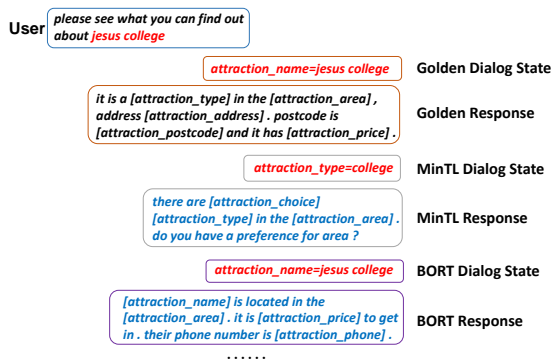 User
please see what you can find out
about jesus college
attraction_name=jesus college
Golden Dialog State
it is a [attraction_type] in the [attraction_area] ,
address [attraction_address] . postcode is
[attraction_postcode] and it has [attraction_price] .
Golden Response
attraction_type=college
MinTL Dialog State
there are [attraction_choice]
[attraction_type] in the [attraction_area] .
do you have a preference for area ?
MinTL Response
attraction_name=jesus college
BORT Dialog State
[attraction_name] is located in the
[attraction_area] . it is [attraction_price] to get
in . their phone number is [attraction_phone] .
BORT Response
......